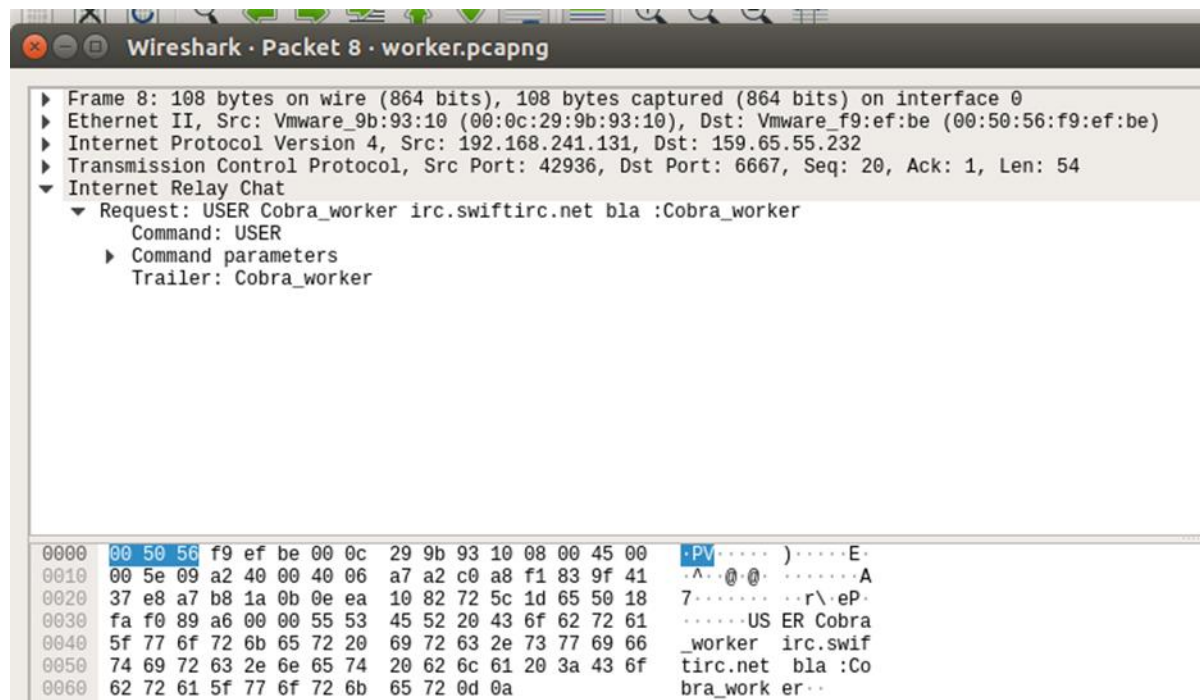 Wireshark · Packet 8 · worker.pcapng
Frame 8: 108 bytes on wire (864 bits), 108 bytes captured (864 bits) on interface 0
Ethernet II, Src: Vmware_9b:93:10 (00:0c:29:9b:93:10), Dst: Vmware_f9:ef:be (00:50:56:f9:ef:be)
Internet Protocol Version 4, Src: 192.168.241.131, Dst: 159.65.55.232
Transmission Control Protocol, Src Port: 42936, Dst Port: 6667, Seq: 20, Ack: 1, Len: 54
Internet Relay Chat
Request: USER Cobra_worker irc.swiftirc.net bla :Cobra_worker
Command: USER
Command parameters
Trailer: Cobra_worker
0000 00 50 56 f9 ef be 00 0c 29 9b 93 10 08 00 45 00 ·PV····· )·····E·
0010 00 5e 09 a2 40 00 40 06 a7 a2 c0 a8 f1 83 9f 41 ·^··@·@· ·······A
0020 37 e8 a7 b8 1a 0b 0e ea 10 82 72 5c 1d 65 50 18 7······· ··r\·eP·
0030 fa f0 89 a6 00 00 55 53 45 52 20 43 6f 62 72 61 ······US ER Cobra
0040 5f 77 6f 72 6b 65 72 20 69 72 63 2e 73 77 69 66 _worker irc.swif
0050 74 69 72 63 2e 6e 65 74 20 62 6c 61 20 3a 43 6f tirc.net bla :Co
0060 62 72 61 5f 77 6f 72 6b 65 72 0d 0a bra_work er··